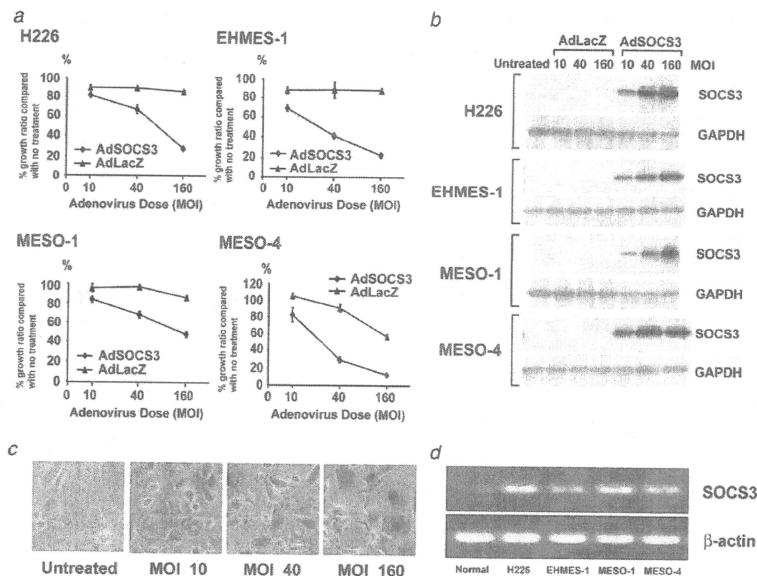 a
H226
%
100
80
60
40
20
0
% growth ratio compared with no treatment
AdSOCS3
AdLacZ
10 40 160
Adenovirus Dose (MOI)
EHMES-1
%
100
80
60
40
20
0
% growth ratio compared with no treatment
AdSOCS3
AdLacZ
10 40 160
Adenovirus Dose (MOI)
MESO-1
%
100
80
60
40
20
0
% growth ratio compared with no treatment
AdSOCS3
AdLacZ
10 40 160
Adenovirus Dose (MOI)
MESO-4
%
120
100
80
60
40
20
0
% growth ratio compared with no treatment
AdSOCS3
AdLacZ
10 40 160
Adenovirus Dose (MOI)
b
AdLacZ AdSOCS3
Untreated 10 40 160 10 40 160 MOI
H226
SOCS3
GAPDH
EHMES-1
SOCS3
GAPDH
MESO-1
SOCS3
GAPDH
MESO-4
SOCS3
GAPDH
c
Untreated MOI 10 MOI 40 MOI 160
d
SOCS3
β-actin
Normal H226 EHMES-1 MESO-1 MESO-4